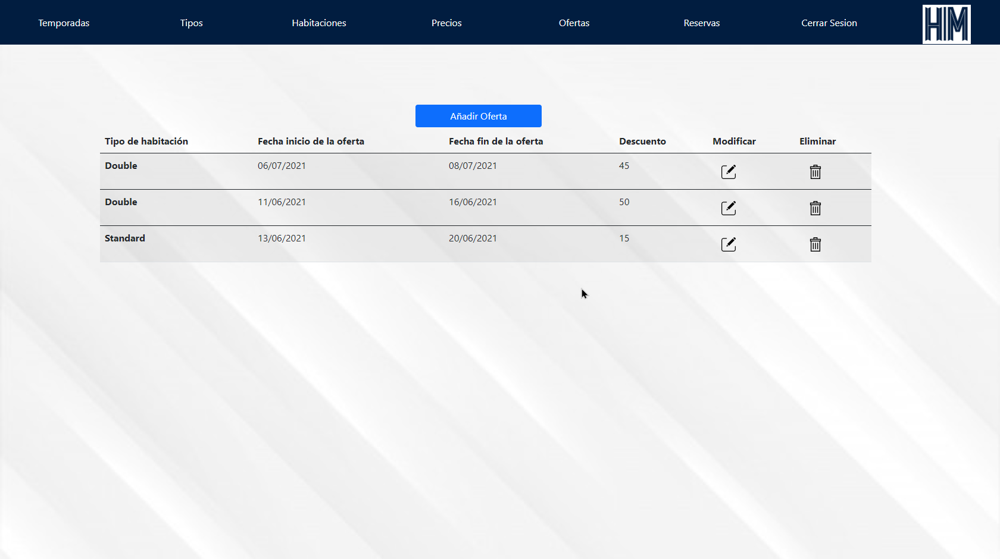 Temporadas Tipos Habitaciones Precios Ofertas Reservas Cerrar Sesion HIM
Añadir Oferta
Tipo de habitación Fecha inicio de la oferta Fecha fin de la oferta Descuento Modificar Eliminar
Double 06/07/2021 08/07/2021 45
Double 11/06/2021 16/06/2021 50
Standard 13/06/2021 20/06/2021 15